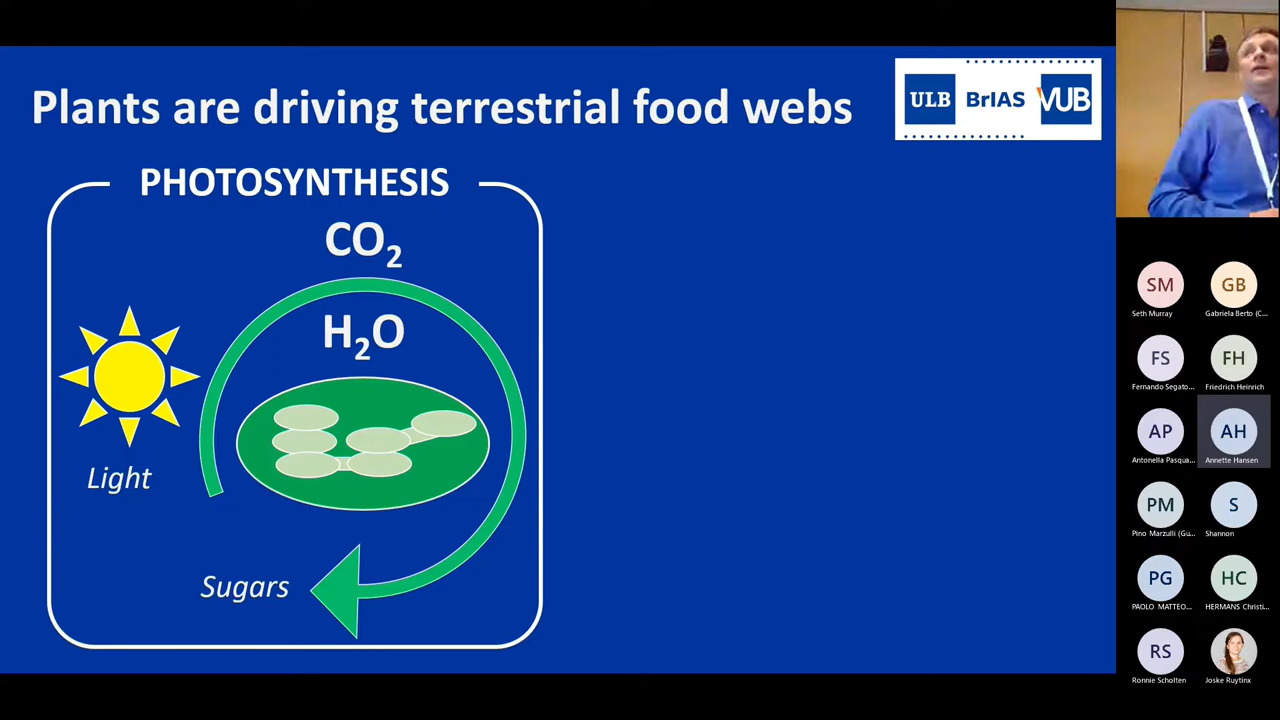 Plants are driving terrestrial food webs
ULB BrIAS VUB
PHOTOSYNTHESIS
CO₂
H₂O
Light
Sugars
SM
Seth Murray
GB
Gabriela Berto (C...
FS
Fernando Segato...
FH
Friedrich Heinrich
AP
Antonella Pasqua...
AH
Annette Hansen
PM
Pino Marzulli (Gu...
S
Shannon
PG
PAOLO MATTEO...
HC
HERMANS Christi...
RS
Ronnie Scholten
Joske Ruytinx